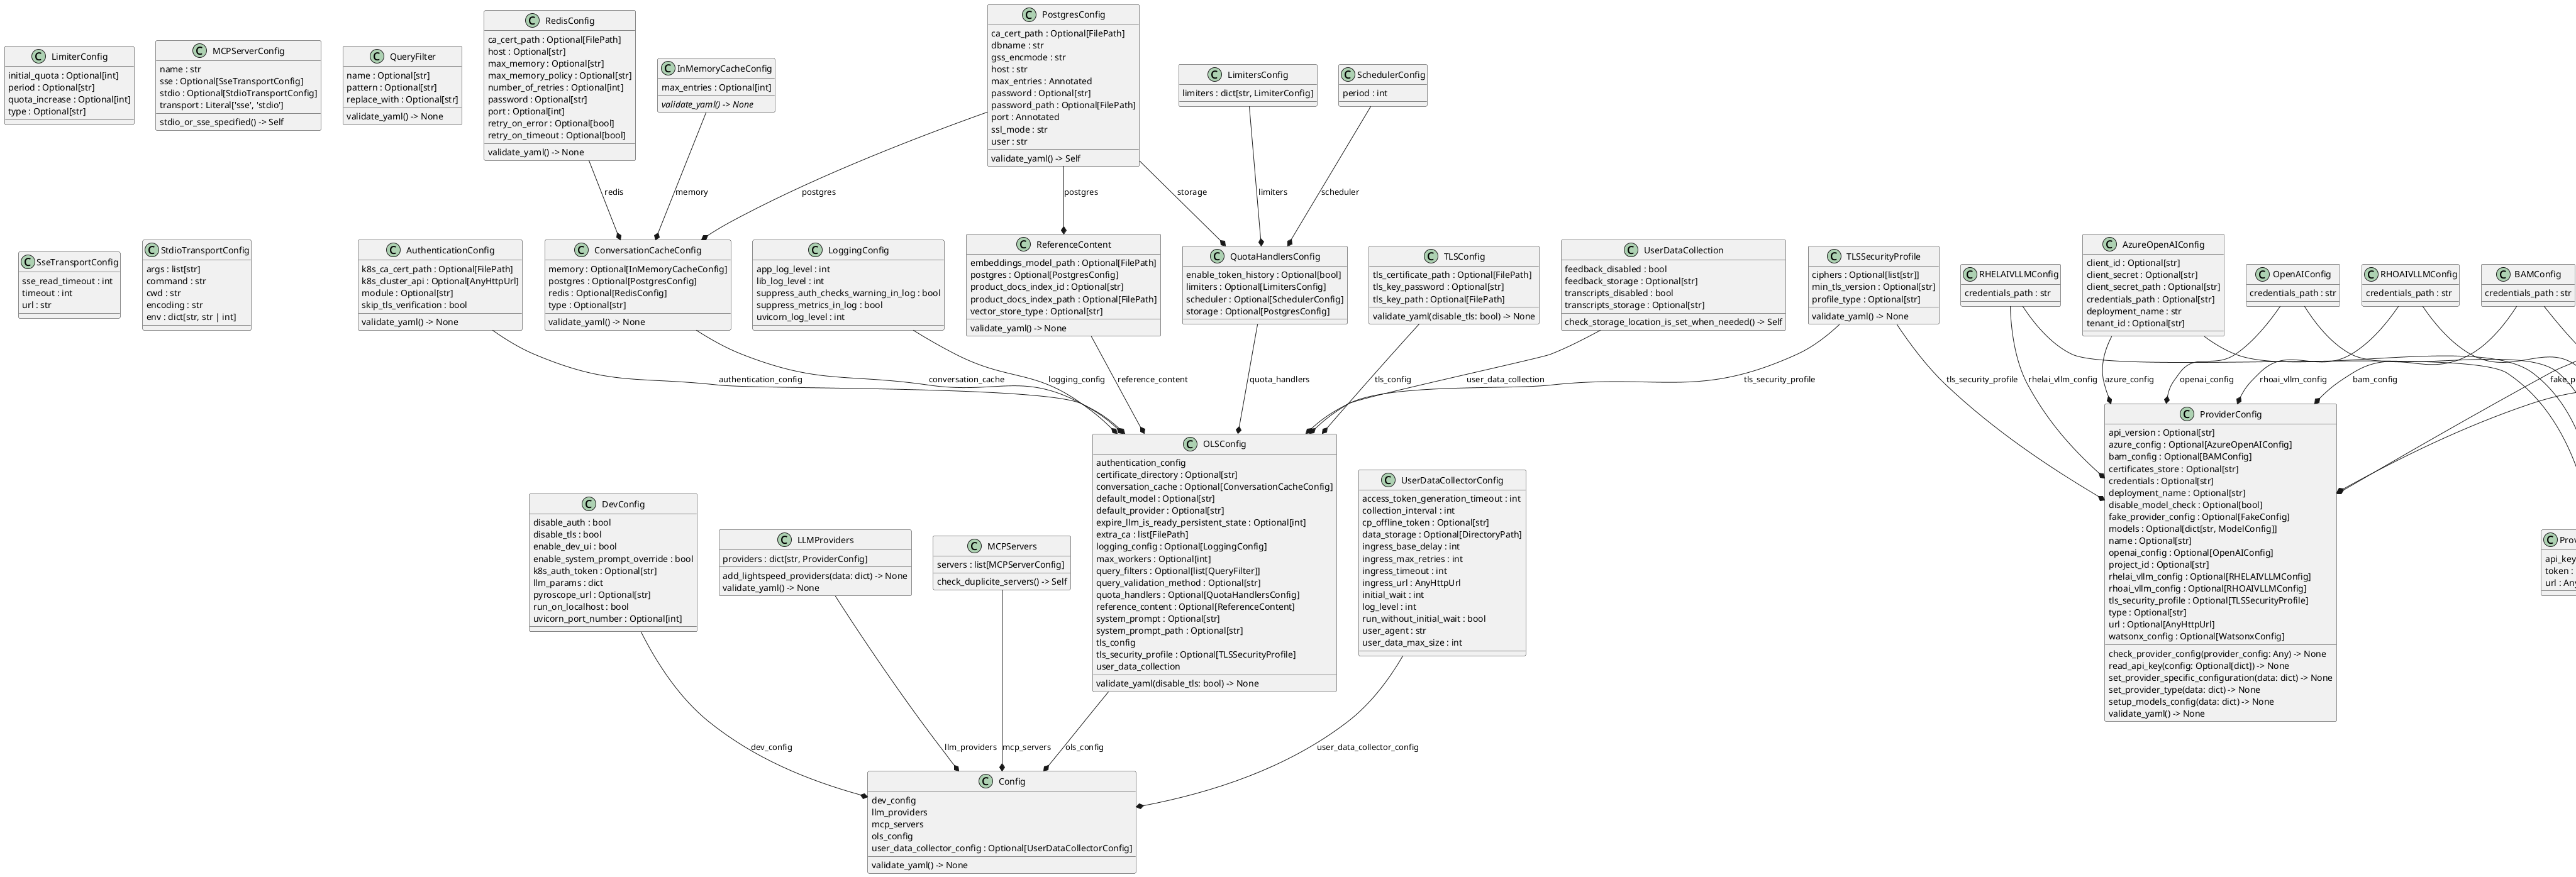 LimiterConfig
initial_quota : Optional[int]
period : Optional[str]
quota_increase : Optional[int]
type : Optional[str]
MCPServerConfig
name : str
sse : Optional[SseTransportConfig]
stdio : Optional[StdioTransportConfig]
transport : Literal['sse', 'stdio']
stdio_or_sse_specified() -> Self
QueryFilter
name : Optional[str]
pattern : Optional[str]
replace_with : Optional[str]
validate_yaml() -> None
RedisConfig
ca_cert_path : Optional[FilePath]
host : Optional[str]
max_memory : Optional[str]
max_memory_policy : Optional[str]
number_of_retries : Optional[int]
password : Optional[str]
port : Optional[int]
retry_on_error : Optional[bool]
retry_on_timeout : Optional[bool]
validate_yaml() -> None
InMemoryCacheConfig
max_entries : Optional[int]
validate_yaml() -> None
PostgresConfig
ca_cert_path : Optional[FilePath]
dbname : str
gss_encmode : str
host : str
max_entries : Annotated
password : Optional[str]
password_path : Optional[FilePath]
port : Annotated
ssl_mode : str
user : str
validate_yaml() -> Self
LimitersConfig
limiters : dict[str, LimiterConfig]
SchedulerConfig
period : int
redis
memory
postgres
postgres
storage
limiters
scheduler
SseTransportConfig
sse_read_timeout : int
timeout : int
url : str
StdioTransportConfig
args : list[str]
command : str
cwd : str
encoding : str
env : dict[str, str | int]
AuthenticationConfig
k8s_ca_cert_path : Optional[FilePath]
k8s_cluster_api : Optional[AnyHttpUrl]
module : Optional[str]
skip_tls_verification : bool
validate_yaml() -> None
ConversationCacheConfig
memory : Optional[InMemoryCacheConfig]
postgres : Optional[PostgresConfig]
redis : Optional[RedisConfig]
type : Optional[str]
validate_yaml() -> None
LoggingConfig
app_log_level : int
lib_log_level : int
suppress_auth_checks_warning_in_log : bool
suppress_metrics_in_log : bool
uvicorn_log_level : int
ReferenceContent
embeddings_model_path : Optional[FilePath]
postgres : Optional[PostgresConfig]
product_docs_index_id : Optional[str]
product_docs_index_path : Optional[FilePath]
vector_store_type : Optional[str]
validate_yaml() -> None
QuotaHandlersConfig
enable_token_history : Optional[bool]
limiters : Optional[LimitersConfig]
scheduler : Optional[SchedulerConfig]
storage : Optional[PostgresConfig]
TLSConfig
tls_certificate_path : Optional[FilePath]
tls_key_password : Optional[str]
tls_key_path : Optional[FilePath]
validate_yaml(disable_tls: bool) -> None
UserDataCollection
feedback_disabled : bool
feedback_storage : Optional[str]
transcripts_disabled : bool
transcripts_storage : Optional[str]
check_storage_location_is_set_when_needed() -> Self
TLSSecurityProfile
ciphers : Optional[list[str]]
min_tls_version : Optional[str]
profile_type : Optional[str]
validate_yaml() -> None
RHELAIVLLMConfig
credentials_path : str
AzureOpenAIConfig
client_id : Optional[str]
client_secret : Optional[str]
client_secret_path : Optional[str]
credentials_path : Optional[str]
deployment_name : str
tenant_id : Optional[str]
OpenAIConfig
credentials_path : str
RHOAIVLLMConfig
credentials_path : str
BAMConfig
credentials_path : str
authentication_config
conversation_cache
logging_config
reference_content
quota_handlers
tls_config
user_data_collection
tls_security_profile
tls_security_profile
rhelai_vllm_config
azure_config
openai_config
rhoai_vllm_config
bam_config
fake_p
DevConfig
disable_auth : bool
disable_tls : bool
enable_dev_ui : bool
enable_system_prompt_override : bool
k8s_auth_token : Optional[str]
llm_params : dict
pyroscope_url : Optional[str]
run_on_localhost : bool
uvicorn_port_number : Optional[int]
LLMProviders
providers : dict[str, ProviderConfig]
add_lightspeed_providers(data: dict) -> None
validate_yaml() -> None
MCPServers
servers : list[MCPServerConfig]
check_duplicite_servers() -> Self
OLSConfig
authentication_config
certificate_directory : Optional[str]
conversation_cache : Optional[ConversationCacheConfig]
default_model : Optional[str]
default_provider : Optional[str]
expire_llm_is_ready_persistent_state : Optional[int]
extra_ca : list[FilePath]
logging_config : Optional[LoggingConfig]
max_workers : Optional[int]
query_filters : Optional[list[QueryFilter]]
query_validation_method : Optional[str]
quota_handlers : Optional[QuotaHandlersConfig]
reference_content : Optional[ReferenceContent]
system_prompt : Optional[str]
system_prompt_path : Optional[str]
tls_config
tls_security_profile : Optional[TLSSecurityProfile]
user_data_collection
validate_yaml(disable_tls: bool) -> None
UserDataCollectorConfig
access_token_generation_timeout : int
collection_interval : int
cp_offline_token : Optional[str]
data_storage : Optional[DirectoryPath]
ingress_base_delay : int
ingress_max_retries : int
ingress_timeout : int
ingress_url : AnyHttpUrl
initial_wait : int
log_level : int
run_without_initial_wait : bool
user_agent : str
user_data_max_size : int
ProviderConfig
api_version : Optional[str]
azure_config : Optional[AzureOpenAIConfig]
bam_config : Optional[BAMConfig]
certificates_store : Optional[str]
credentials : Optional[str]
deployment_name : Optional[str]
disable_model_check : Optional[bool]
fake_provider_config : Optional[FakeConfig]
models : Optional[dict[str, ModelConfig]]
name : Optional[str]
openai_config : Optional[OpenAIConfig]
project_id : Optional[str]
rhelai_vllm_config : Optional[RHELAIVLLMConfig]
rhoai_vllm_config : Optional[RHOAIVLLMConfig]
tls_security_profile : Optional[TLSSecurityProfile]
type : Optional[str]
url : Optional[AnyHttpUrl]
watsonx_config : Optional[WatsonxConfig]
check_provider_config(provider_config: Any) -> None
read_api_key(config: Optional[dict]) -> None
set_provider_specific_configuration(data: dict) -> None
set_provider_type(data: dict) -> None
setup_models_config(data: dict) -> None
validate_yaml() -> None
Prov
api_key
token :
url : Any
dev_config
llm_providers
mcp_servers
ols_config
user_data_collector_config
Config
dev_config
llm_providers
mcp_servers
ols_config
user_data_collector_config : Optional[UserDataCollectorConfig]
validate_yaml() -> None